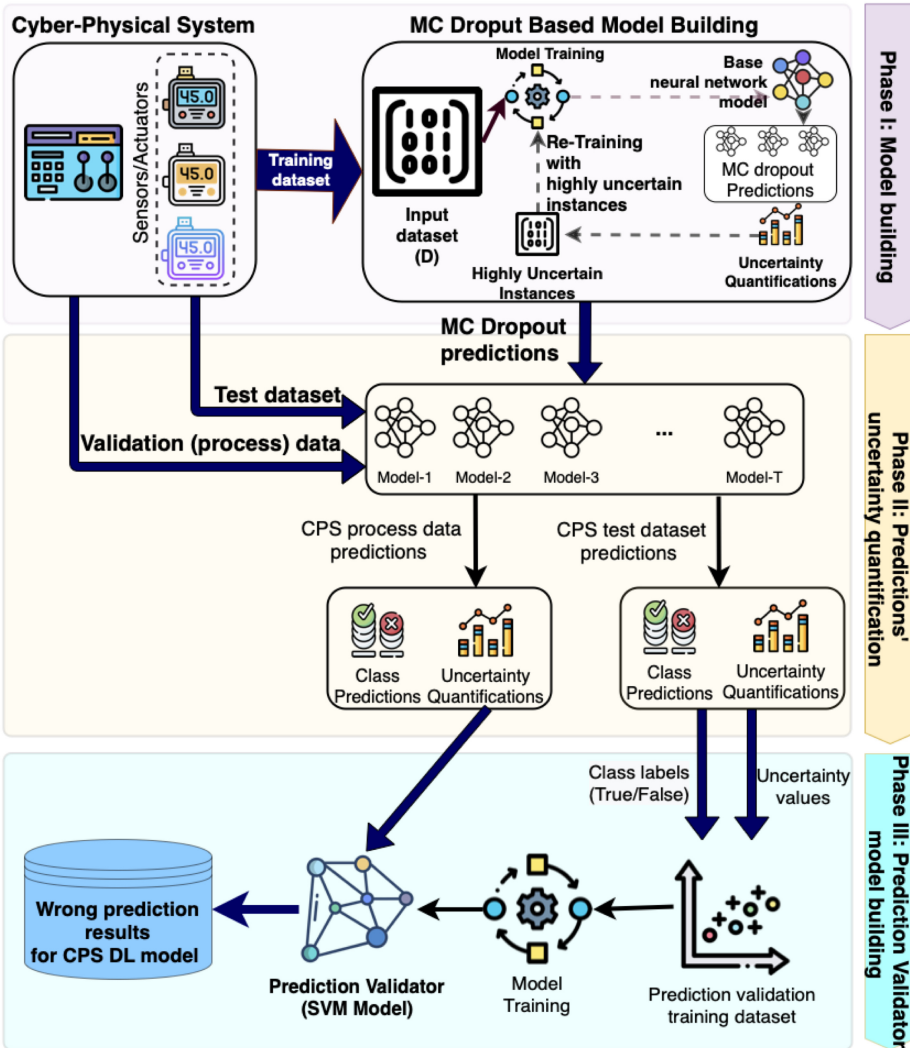 Cyber-Physical System
MC Droput Based Model Building
Sensors/Actuators
45.0
45.0
45.0
Training
dataset
Input
dataset
(D)
Model Training
Base
neural network
model
MC dropout
Predictions
Re-Training
with
highly uncertain
instances
Highly Uncertain
Instances
Uncertainty
Quantifications
Phase I: Model building
MC Dropout
predictions
Test dataset
Validation (process) data
Model-1
Model-2
Model-3
...
Model-T
CPS process data
predictions
CPS test dataset
predictions
Class
Predictions
Uncertainty
Quantifications
Class
Predictions
Uncertainty
Quantifications
Phase II: Predictions'
uncertainty quantification
Class labels
(True/False)
Uncertainty
values
Wrong prediction
results
for CPS DL model
Prediction Validator
(SVM Model)
Model
Training
Prediction validation
training dataset
Phase III: Prediction Validator
model building